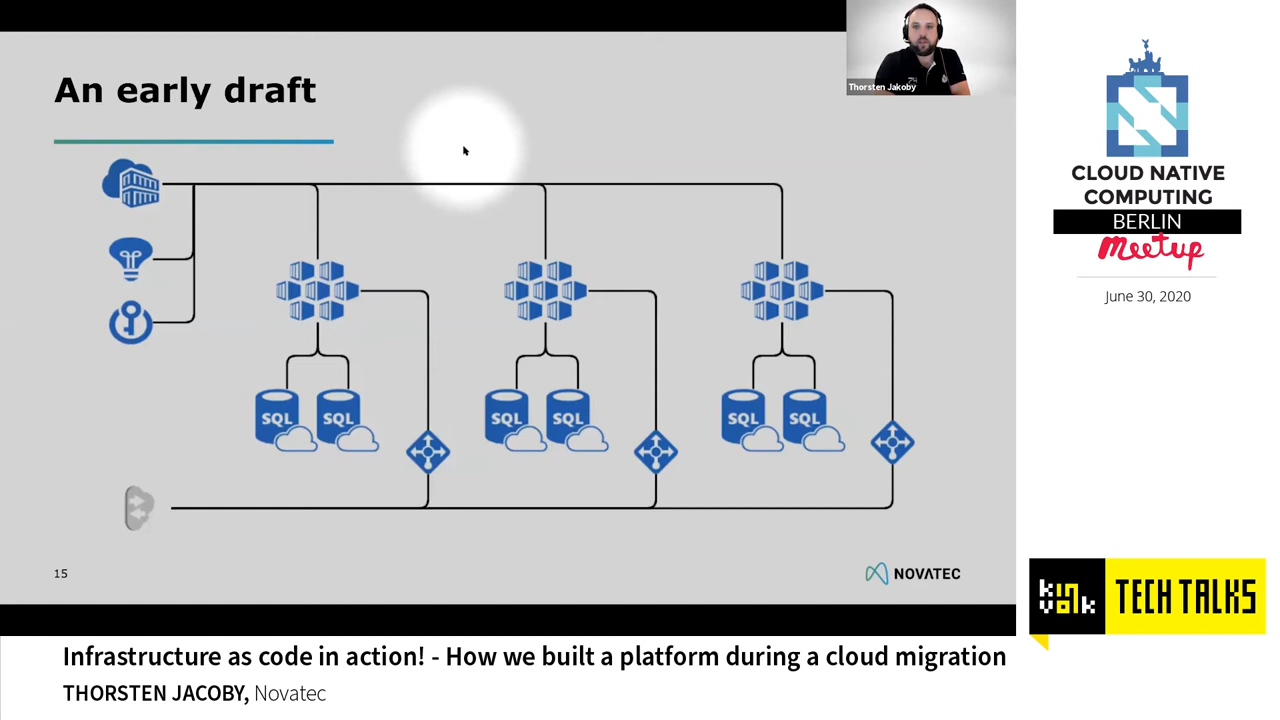 An early draft
Thorsten Jakoby
SQL
SQL
SQL
SQL
SQL
SQL
15
NOVATEC
CLOUD NATIVE
COMPUTING
BERLIN
meetup
June 30, 2020
kinvolk
TECH TALKS
Infrastructure as code in action! - How we built a platform during a cloud migration
THORSTEN JACOBY, Novatec